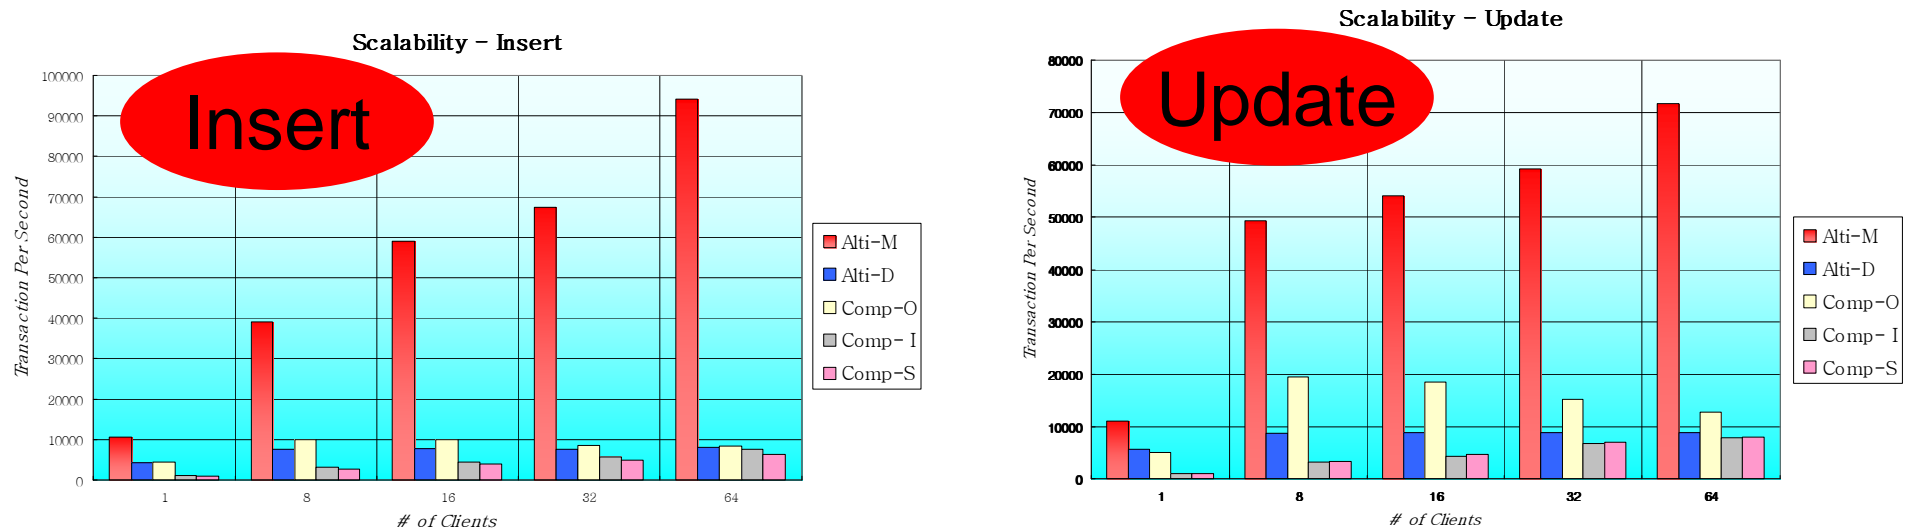 Scalability - Insert
Insert
Transaction Per Second
100000
90000
80000
70000
60000
50000
40000
30000
20000
10000
0
1 8 16 32 64
# of Clients
Alti-M
Alti-D
Comp-O
Comp- I
Comp-S
Scalability - Update
Update
Transaction Per Second
80000
70000
60000
50000
40000
30000
20000
10000
0
1 8 16 32 64
# of Clients
Alti-M
Alti-D
Comp-O
Comp- I
Comp-S